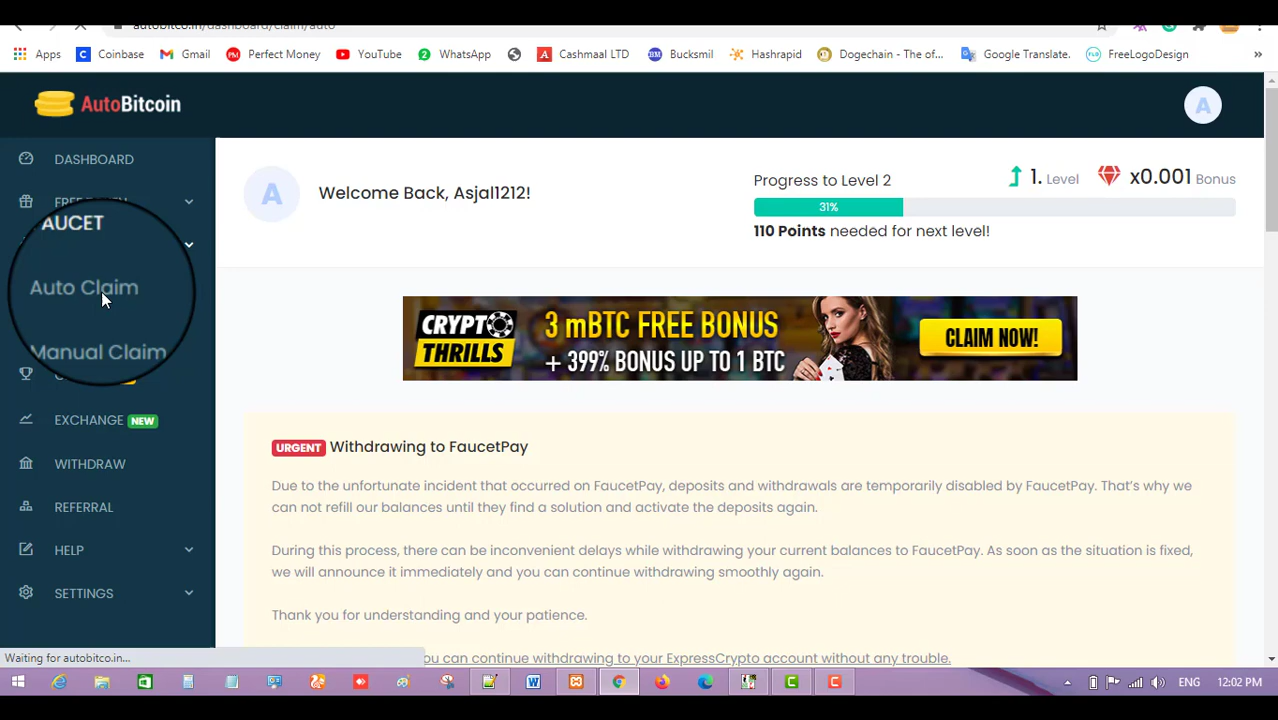 autobitco.in/dashboard/claim/auto
Apps Coinbase Gmail Perfect Money YouTube WhatsApp Cashmaal LTD Bucksmil Hashrapid Dogechain - The of... Google Translate. FreeLogoDesign »
AutoBitcoin
A
DASHBOARD
AUCET
Auto Claim
Manual Claim
EXCHANGE NEW
WITHDRAW
REFERRAL
HELP
SETTINGS
A
Welcome Back, Asjal1212!
Progress to Level 2
1. Level
x0.001 Bonus
31%
110 Points needed for next level!
CRYPTO THRILLS
3 mBTC FREE BONUS
+ 399% BONUS UP TO 1 BTC
CLAIM NOW!
URGENT Withdrawing to FaucetPay
Due to the unfortunate incident that occurred on FaucetPay, deposits and withdrawals are temporarily disabled by FaucetPay. That's why we
can not refill our balances until they find a solution and activate the deposits again.
During this process, there can be inconvenient delays while withdrawing your current balances to FaucetPay. As soon as the situation is fixed,
we will announce it immediately and you can continue withdrawing smoothly again.
Thank you for understanding and your patience.
you can continue withdrawing to your ExpressCrypto account without any trouble.
Waiting for autobitco.in...
ENG
12:02 PM